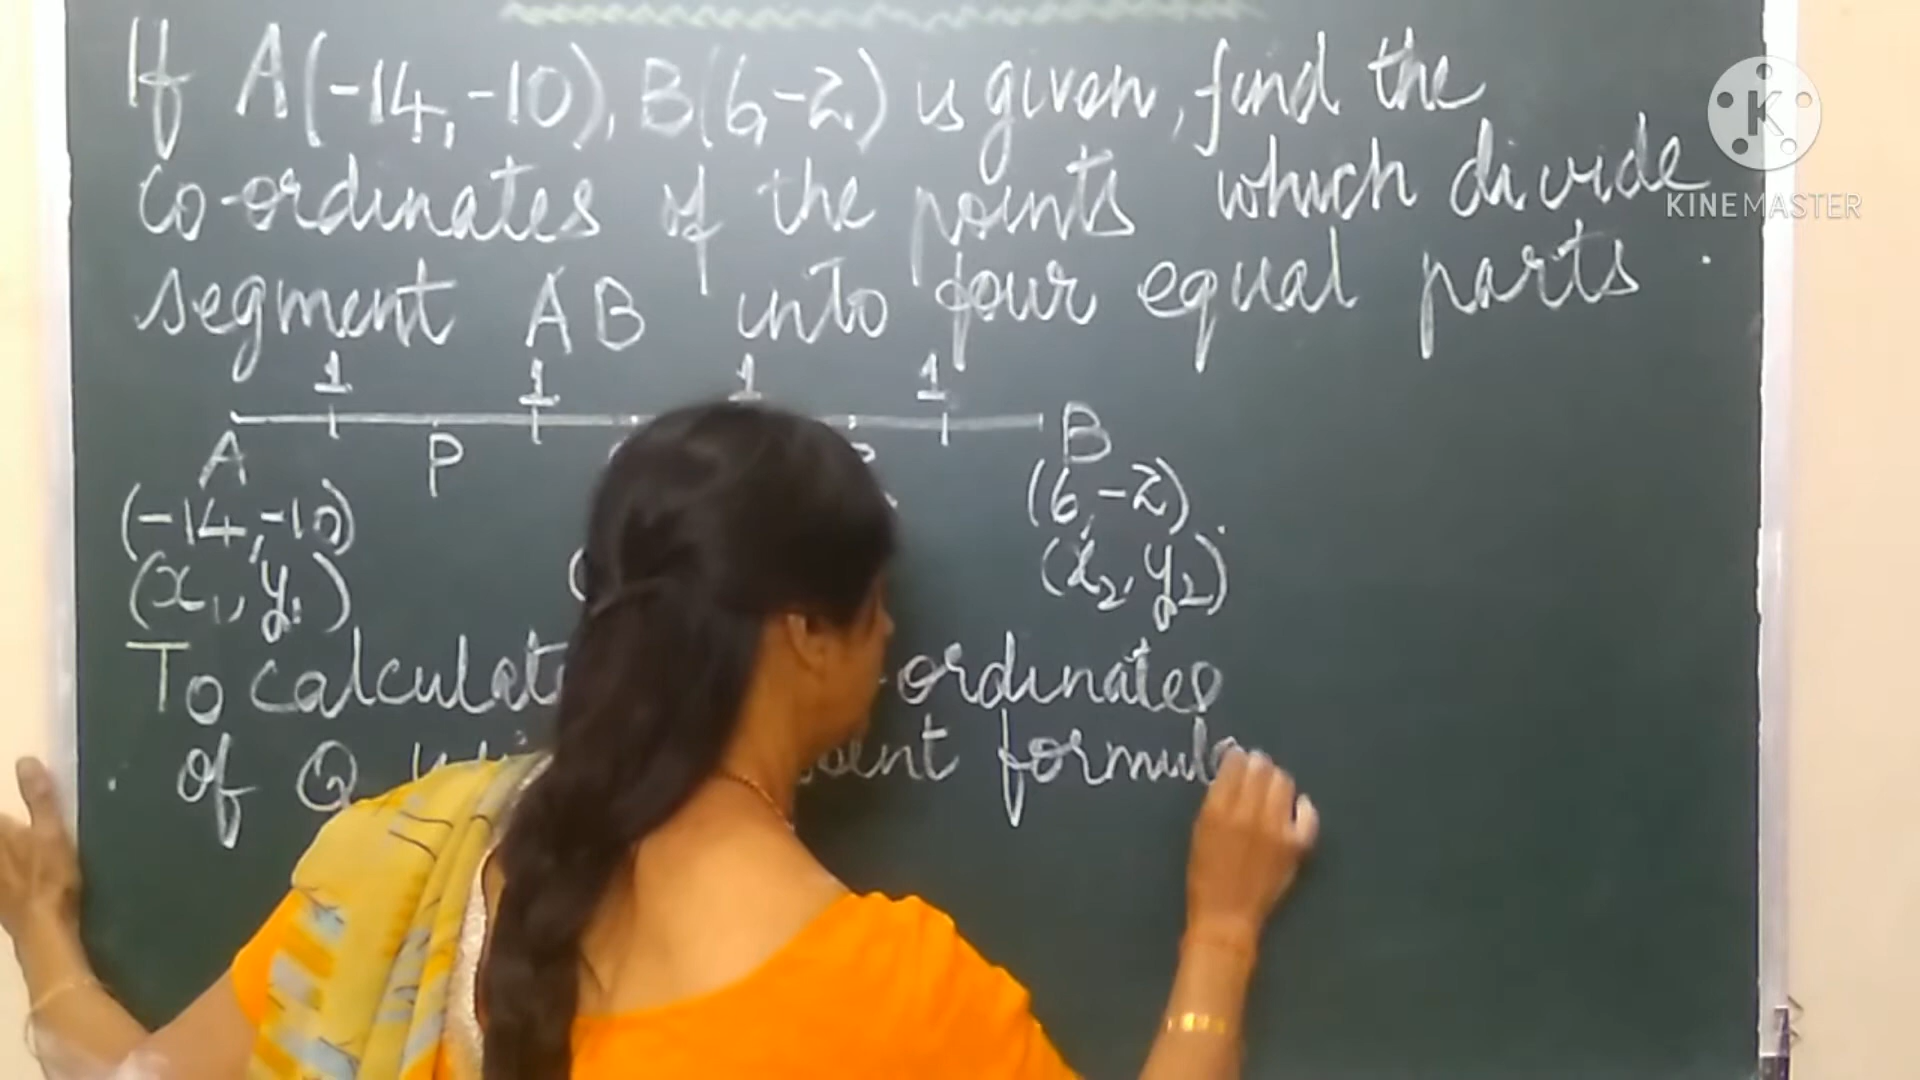 If A(-14,-10), B(6,-2) is given, find the
co-ordinates of the points which divide
segment AB into four equal parts.
1 1 1 1
A P B
(-14,-10) (6,-2)
(x1, y1) ( (x2, y2)
To calculate ordinates
of Q formula
K
KINEMASTER